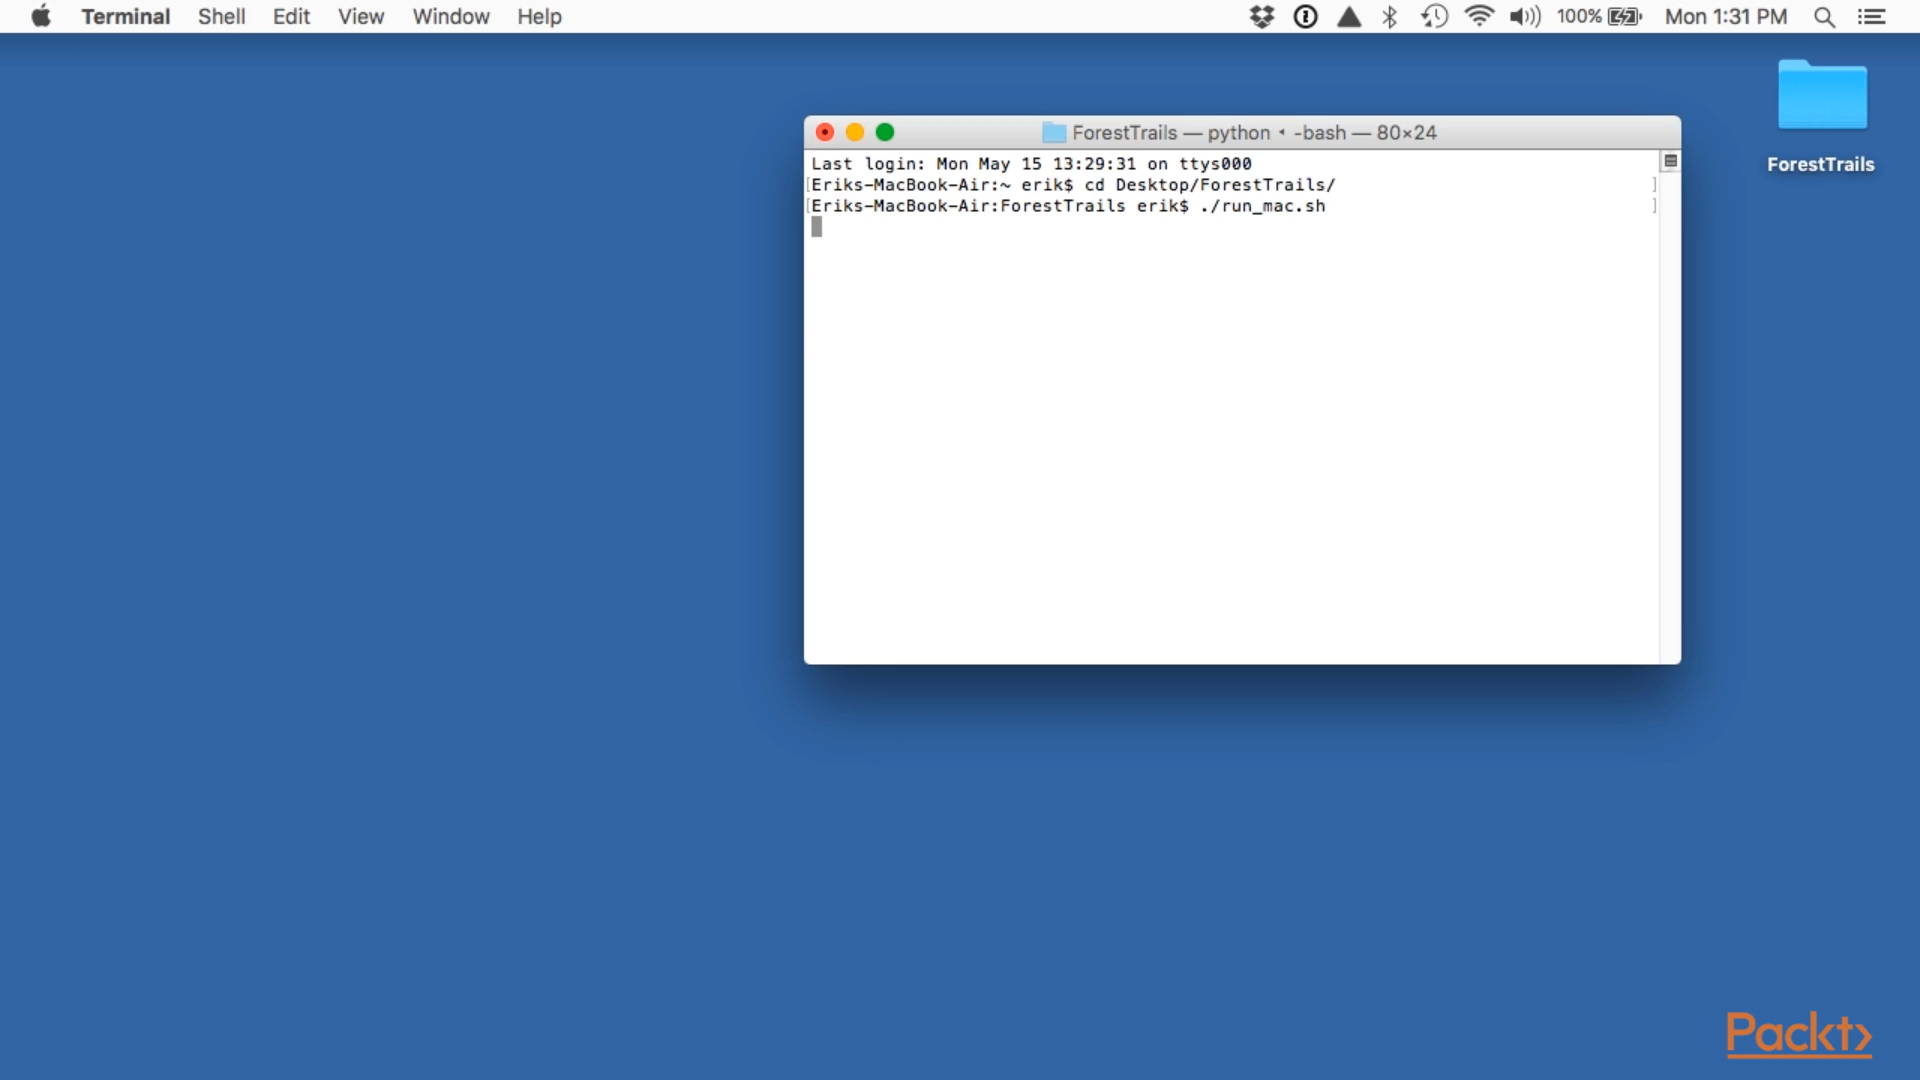 Terminal Shell Edit View Window Help 100% Mon 1:31 PM
ForestTrails — python ◂ -bash — 80×24
Last login: Mon May 15 13:29:31 on ttys000
[Eriks-MacBook-Air:~ erik$ cd Desktop/ForestTrails/ ]
[Eriks-MacBook-Air:ForestTrails erik$ ./run_mac.sh ]
ForestTrails
Packt>